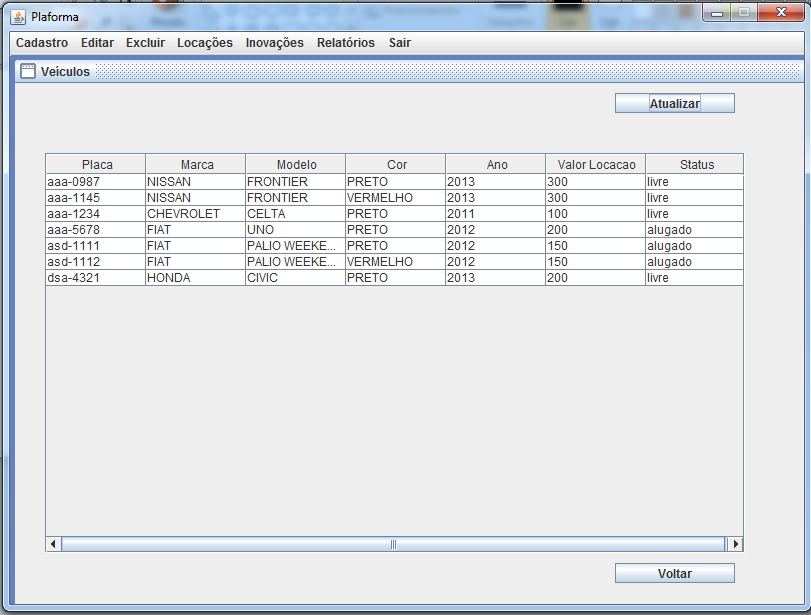 Plaforma
Cadastro Editar Excluir Locações Inovações Relatórios Sair
Veículos
Atualizar
Placa Marca Modelo Cor Ano Valor Locacao Status
aaa-0987 NISSAN FRONTIER PRETO 2013 300 livre
aaa-1145 NISSAN FRONTIER VERMELHO 2013 300 livre
aaa-1234 CHEVROLET CELTA PRETO 2011 100 livre
aaa-5678 FIAT UNO PRETO 2012 200 alugado
asd-1111 FIAT PALIO WEEKE... PRETO 2012 150 alugado
asd-1112 FIAT PALIO WEEKE... VERMELHO 2012 150 alugado
dsa-4321 HONDA CIVIC PRETO 2013 200 livre
Voltar